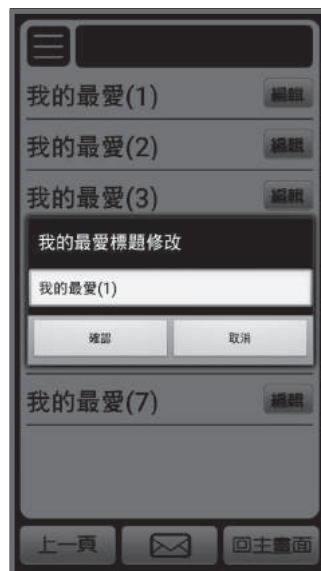 我的最愛(1) 編輯
我的最愛(2) 編輯
我的最愛(3) 編輯
我的最愛標題修改
我的最愛(1)
確認 取消
我的最愛(7) 編輯
上一頁 回主畫面